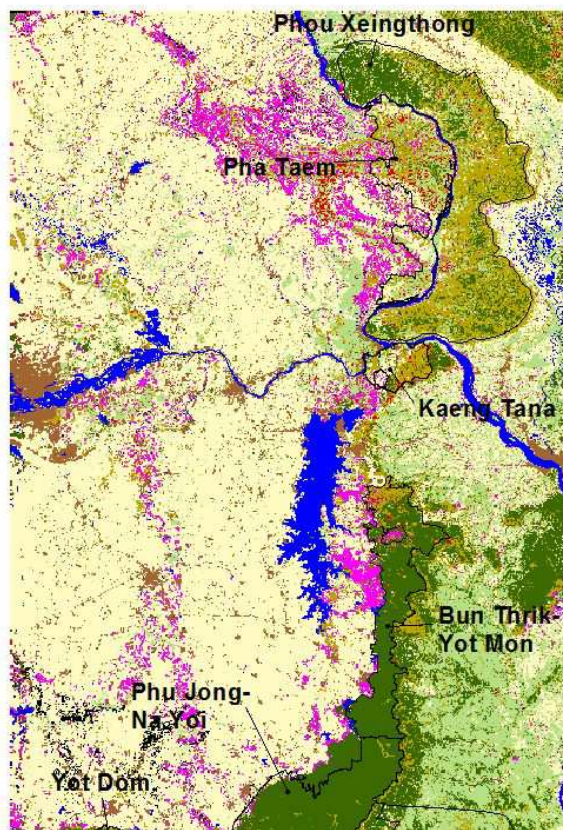 Phou Xeingthong
Pha Taem
Kaeng Tana
Bun Thrik-
Yot Mon
Phu Jong-
Na Yoi
Yot Dom